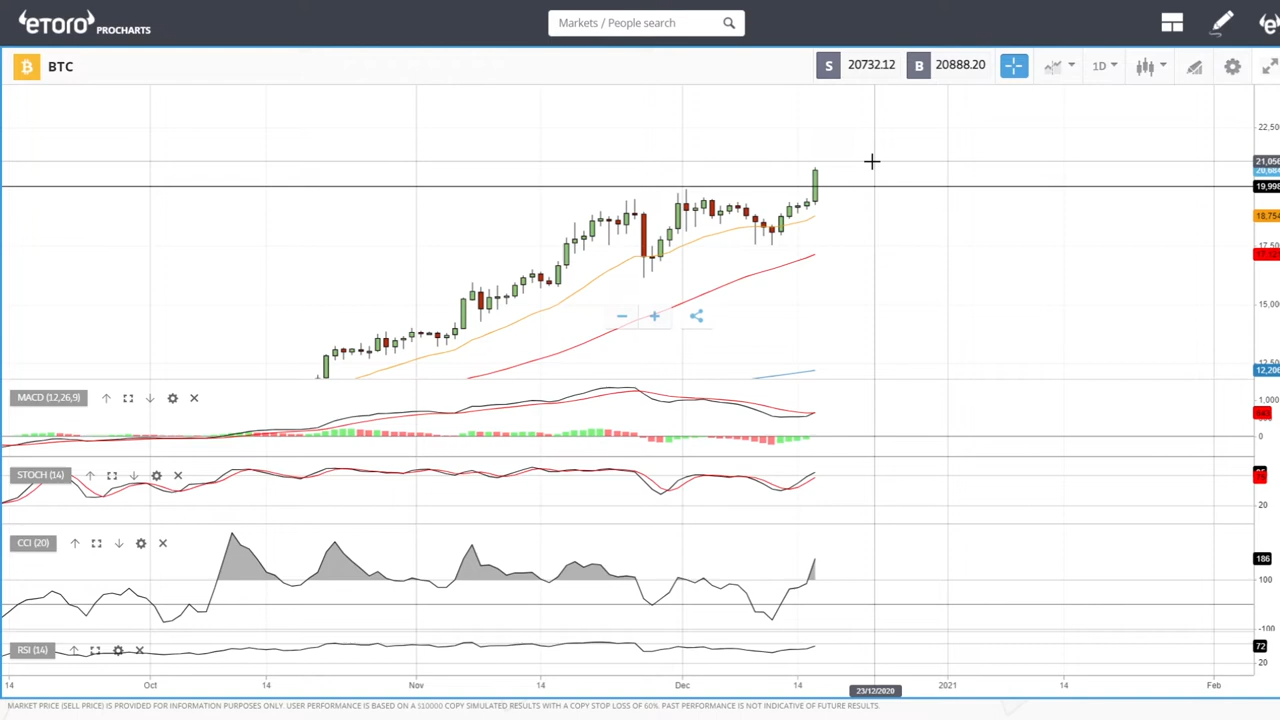 eTORO PROCHARTS
Markets / People search
BTC
S 20732.12 B 20888.20 1D
22,500
21,056
19,998
18,754
17,500
15,000
12,500
12,206
MACD (12,26,9)
1,000
643
0
STOCH (14)
20
CCI (20)
186
100
-100
RSI (14)
72
20
14 Oct 14 Nov 14 Dec 14 23/12/2020 2021 14 Feb
MARKET PRICE (SELL PRICE) IS PROVIDED FOR INFORMATION PURPOSES ONLY. USER PERFORMANCE IS BASED ON A $10000 COPY SIMULATED RESULTS WITH A COPY STOP LOSS OF 60%. PAST PERFORMANCE IS NOT INDICATIVE OF FUTURE RESULTS.